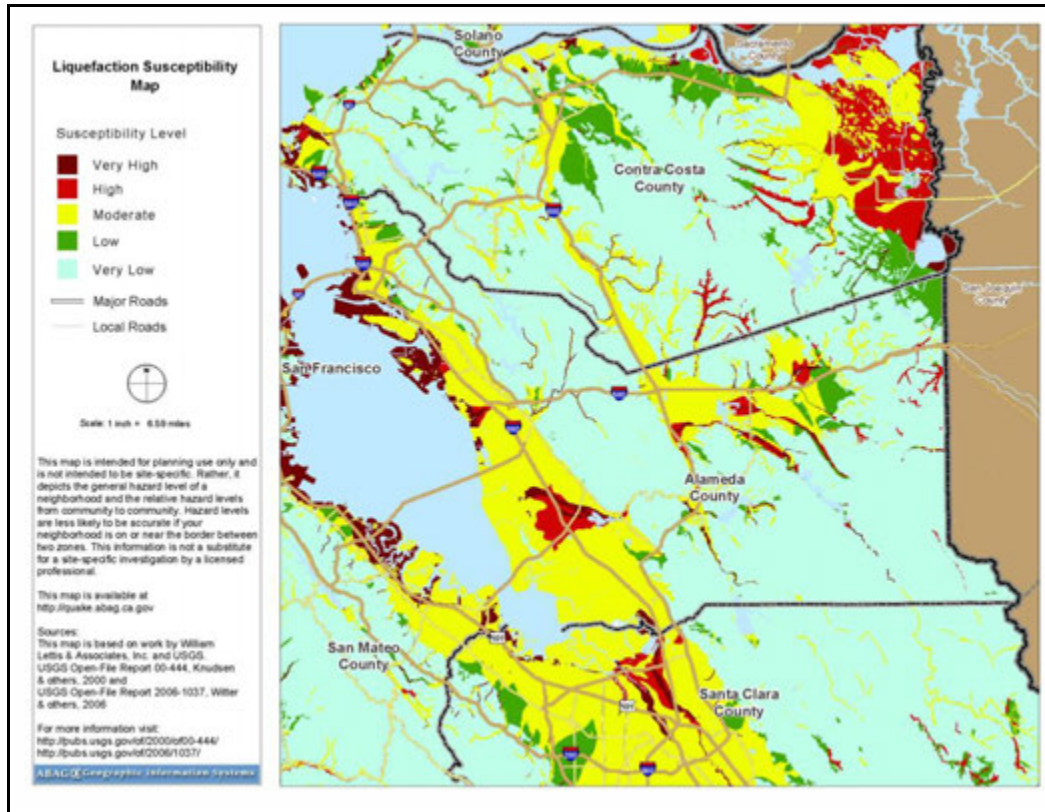 Liquefaction Susceptibility
Map
Susceptibility Level
Very High
High
Moderate
Low
Very Low
Major Roads
Local Roads
Scale: 1 inch = 6.59 miles
This map is intended for planning use only and
is not intended to be site-specific. Rather, it
depicts the general hazard level of a
neighborhood and the relative hazard levels
from community to community. Hazard levels
are less likely to be accurate if your
neighborhood is on or near the border between
two zones. This information is not a substitute
for a site-specific investigation by a licensed
professional.
This map is available at
http://quake.abag.ca.gov
Sources:
This map is based on work by William
Lettis & Associates, Inc. and USGS.
USGS Open-File Report 00-444, Knudsen
& others, 2000 and
USGS Open-File Report 2006-1037, Witter
& others, 2006
For more information visit:
http://pubs.usgs.gov/of/2000/of00-444/
http://pubs.usgs.gov/of/2006/1037/
ABAG Geographic Information Systems
Solano
County
Sacramento
County
Contra Costa
County
San Joaquin
County
San Francisco
Alameda
County
San Mateo
County
Santa Clara
County